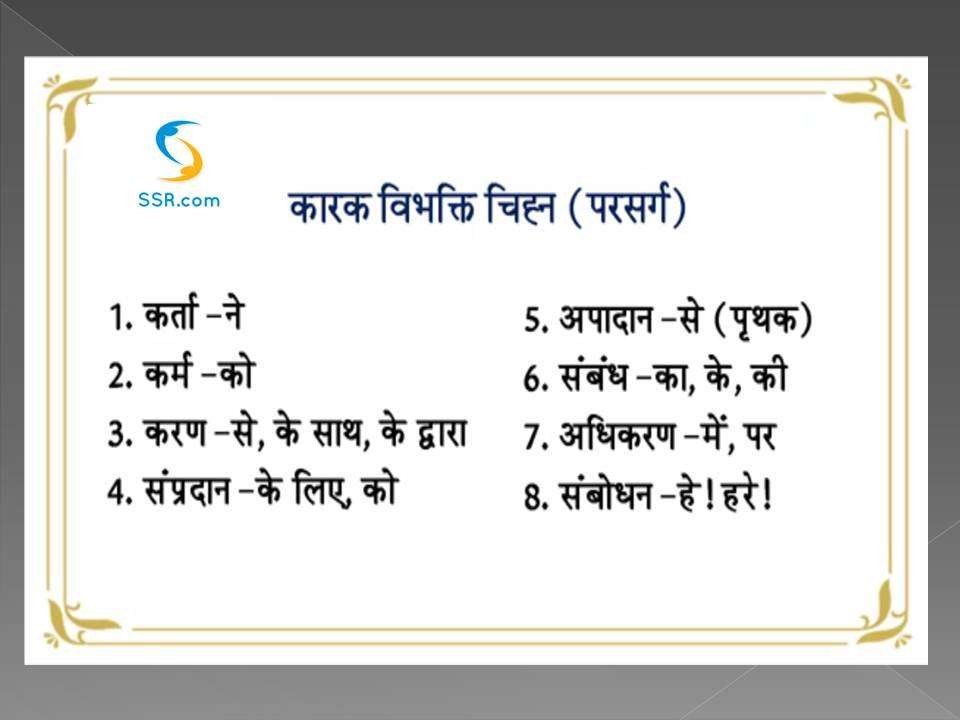 SSR.com
कारक विभक्ति चिह्न (परसर्ग)
1. कर्ता -ने
2. कर्म -को
3. करण -से, के साथ, के द्वारा
4. संप्रदान -के लिए, को
5. अपादान -से (पृथक)
6. संबंध -का, के, की
7. अधिकरण -में, पर
8. संबोधन -हे! हरे!